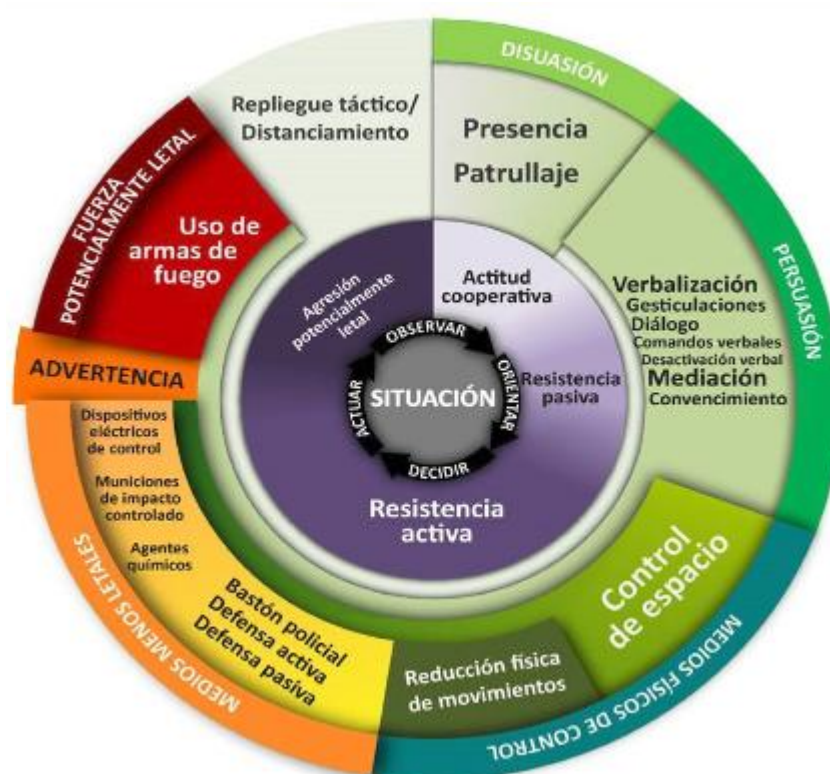 DISUASIÓN
Presencia
Patrullaje
PERSUASIÓN
Verbalización
Gesticulaciones
Diálogo
Comandos verbales
Desactivación verbal
Mediación
Convencimiento
MEDIOS FÍSICOS DE CONTROL
Control
de espacio
Reducción física
de movimientos
MEDIOS MENOS LETALES
Bastón policial
Defensa activa
Defensa pasiva
Agentes
químicos
Municiones
de impacto
controlado
Dispositivos
eléctricos
de control
ADVERTENCIA
FUERZA
POTENCIALMENTE LETAL
Uso de
armas de
fuego
Repliegue táctico/
Distanciamiento
Actitud
cooperativa
Resistencia
pasiva
Resistencia
activa
Agresión
potencialmente
letal
OBSERVAR
ORIENTAR
DECIDIR
ACTUAR
SITUACIÓN